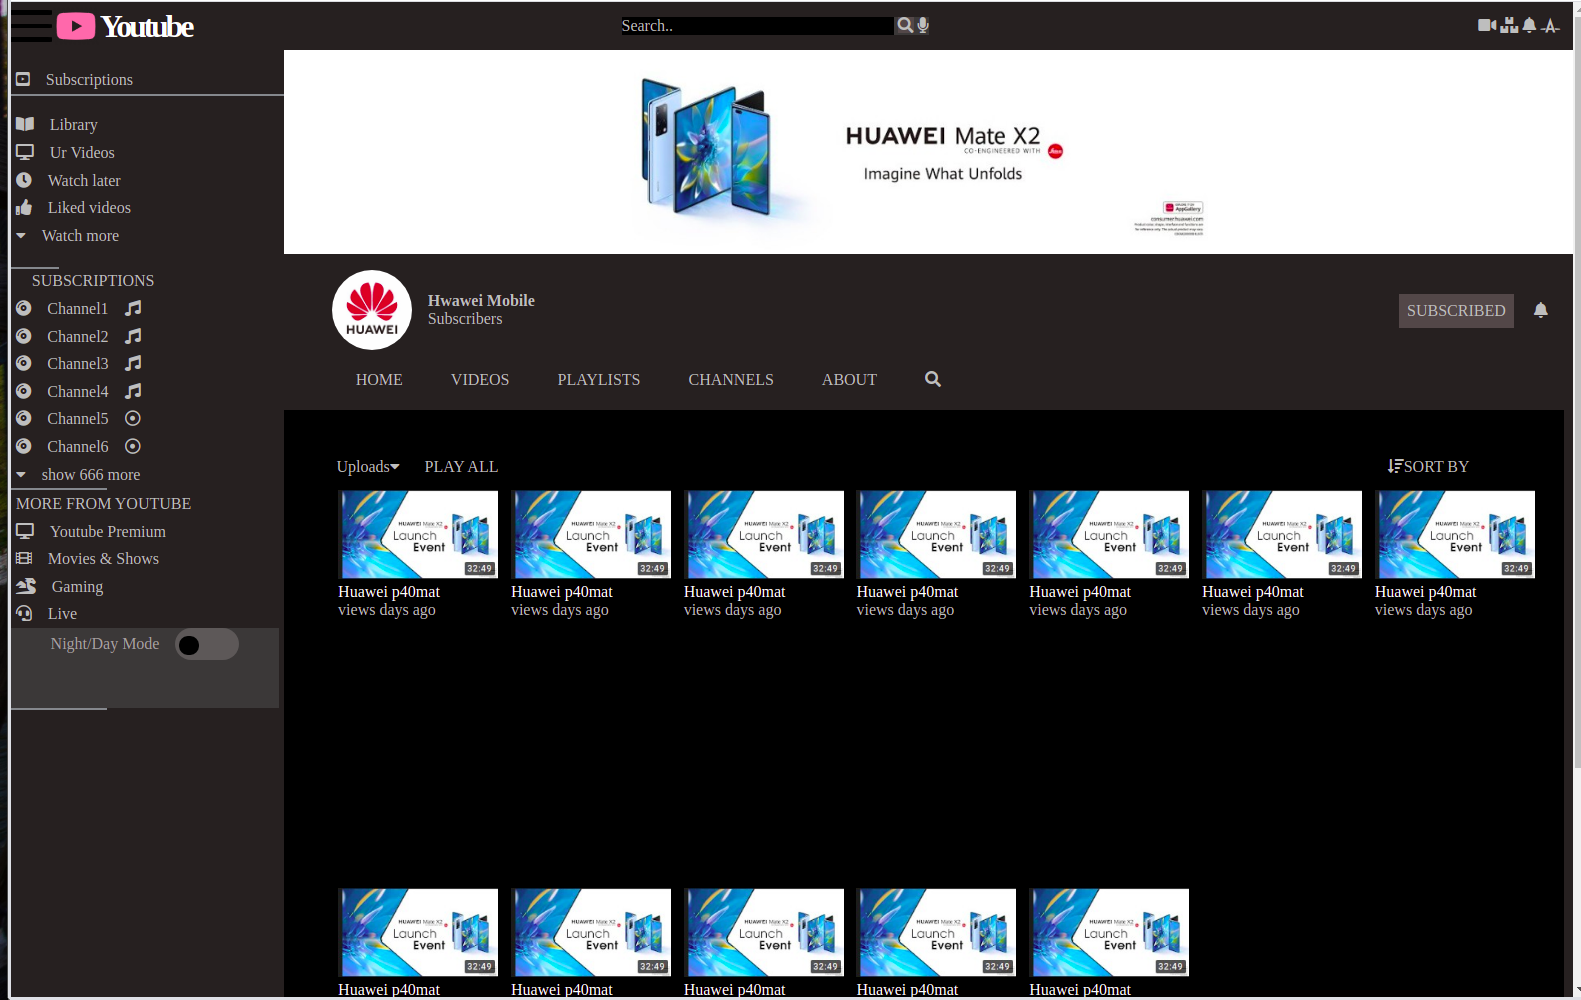 Youtube
Search..
Subscriptions
Library
Ur Videos
Watch later
Liked videos
Watch more
SUBSCRIPTIONS
Channel1
Channel2
Channel3
Channel4
Channel5
Channel6
show 666 more
MORE FROM YOUTUBE
Youtube Premium
Movies & Shows
Gaming
Live
Night/Day Mode
HUAWEI Mate X2
CO-ENGINEERED WITH
Imagine What Unfolds
AppGallery
consumer.huawei.com
HUAWEI
Hwawei Mobile
Subscribers
SUBSCRIBED
HOME VIDEOS PLAYLISTS CHANNELS ABOUT
Uploads PLAY ALL SORT BY
HUAWEI Mate X2 HUAWEI Mate X2 HUAWEI Mate X2 HUAWEI Mate X2 HUAWEI Mate X2 HUAWEI Mate X2 HUAWEI Mate X2
Launch Launch Launch Launch Launch Launch Launch
Event Event Event Event Event Event Event
32:49 32:49 32:49 32:49 32:49 32:49 32:49
Huawei p40mat Huawei p40mat Huawei p40mat Huawei p40mat Huawei p40mat Huawei p40mat Huawei p40mat
views days ago views days ago views days ago views days ago views days ago views days ago views days ago
HUAWEI Mate X2 HUAWEI Mate X2 HUAWEI Mate X2 HUAWEI Mate X2 HUAWEI Mate X2
Launch Launch Launch Launch Launch
Event Event Event Event Event
32:49 32:49 32:49 32:49 32:49
Huawei p40mat Huawei p40mat Huawei p40mat Huawei p40mat Huawei p40mat